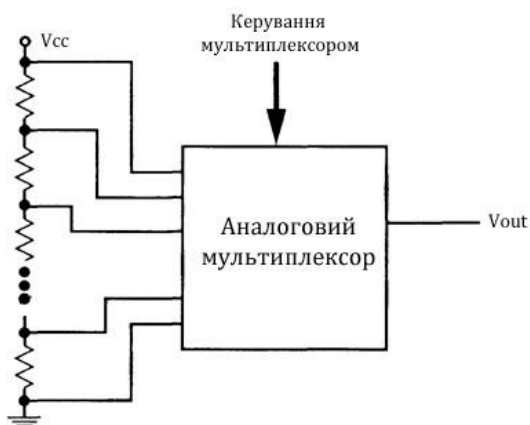 Керування
мультиплексором
Vcc
Аналоговий
мультиплексор
Vout